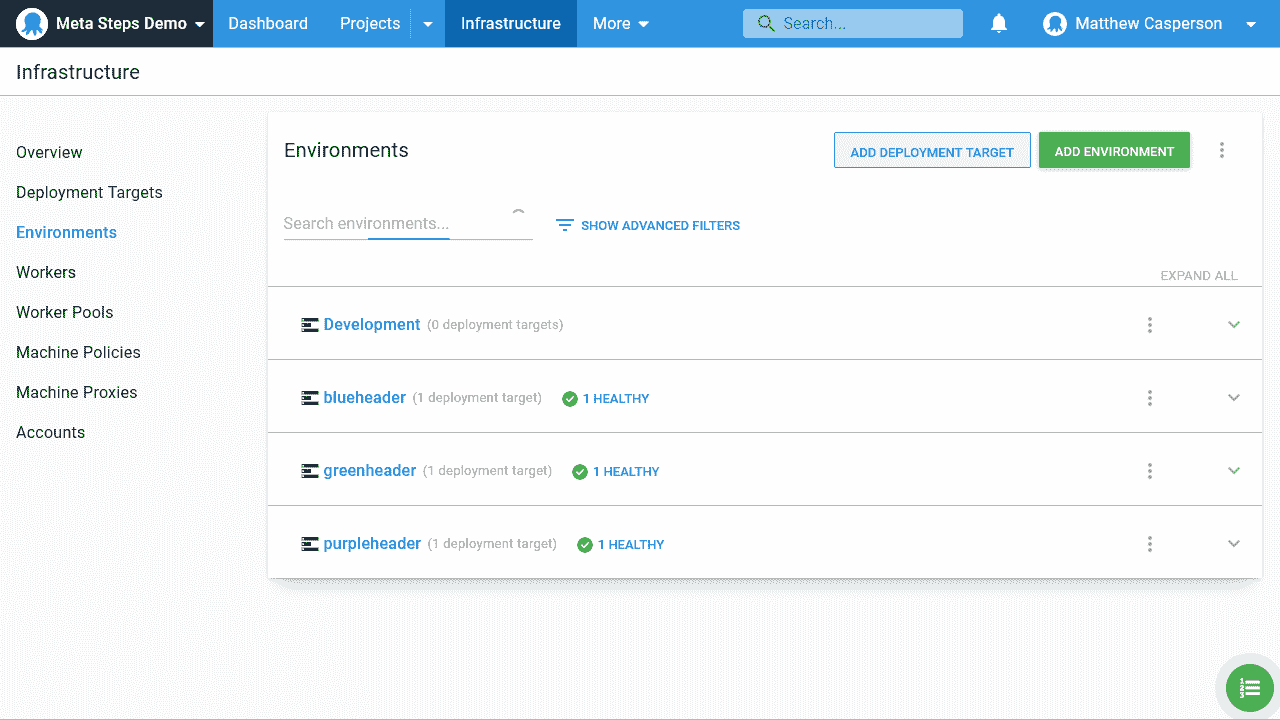 Meta Steps Demo Dashboard Projects Infrastructure More Search... Matthew Casperson
Infrastructure
Overview
Deployment Targets
Environments
Workers
Worker Pools
Machine Policies
Machine Proxies
Accounts
Environments ADD DEPLOYMENT TARGET ADD ENVIRONMENT
Search environments... SHOW ADVANCED FILTERS
EXPAND ALL
Development (0 deployment targets)
blueheader (1 deployment target) 1 HEALTHY
greenheader (1 deployment target) 1 HEALTHY
purpleheader (1 deployment target) 1 HEALTHY